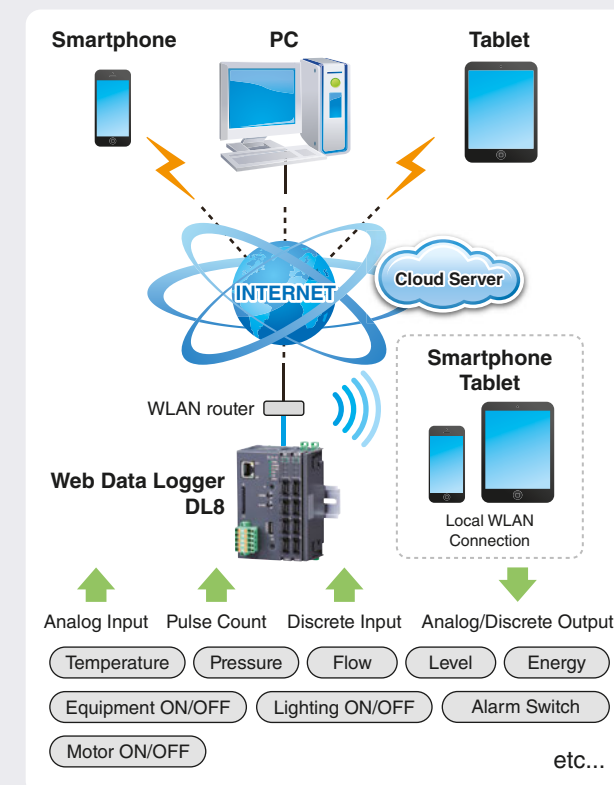 Smartphone
PC
Tablet
INTERNET
Cloud Server
Smartphone
Tablet
WLAN router
Web Data Logger
DL8
Local WLAN
Connection
Analog Input
Pulse Count
Discrete Input
Analog/Discrete Output
Temperature
Pressure
Flow
Level
Energy
Equipment ON/OFF
Lighting ON/OFF
Alarm Switch
Motor ON/OFF
etc...